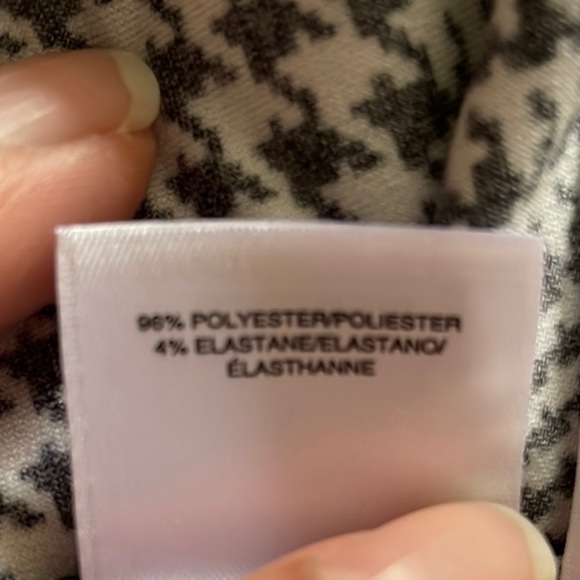 96% POLYESTER/POLIESTER
4% ELASTANE/ELASTANO/
ÉLASTHANNE